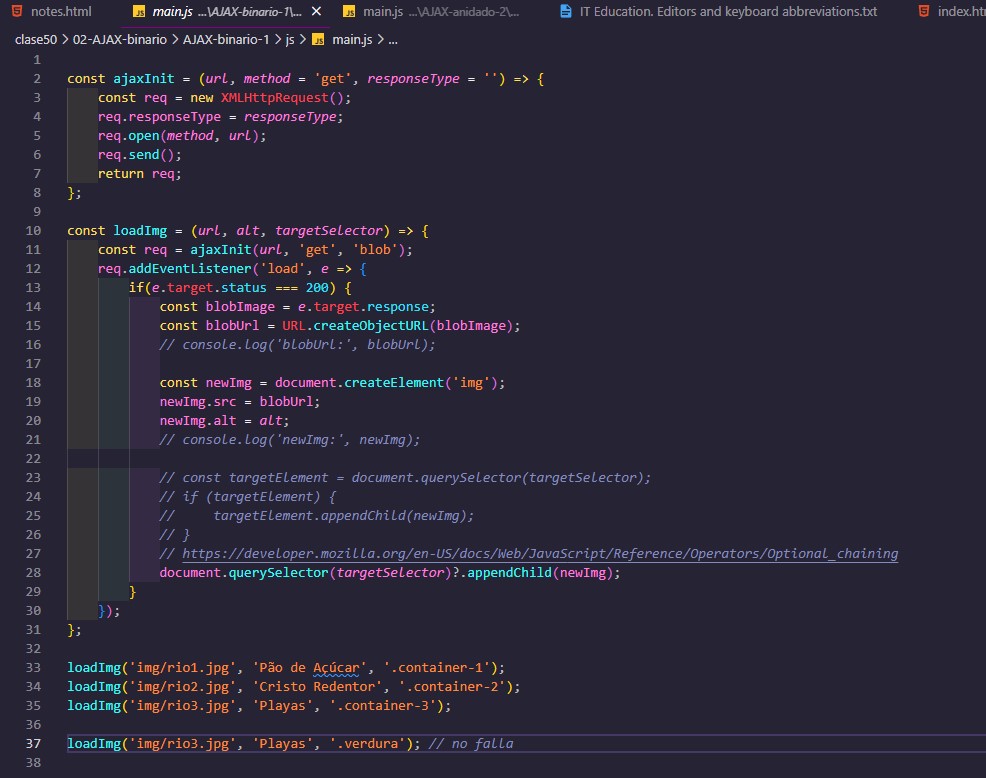 notes.html
main.js ...\AJAX-binario-1\...
main.js ...\AJAX-anidado-2\...
IT Education. Editors and keyboard abbreviations.txt
index.ht
clase50 > 02-AJAX-binario > AJAX-binario-1 > js > main.js > ...
1
2 const ajaxInit = (url, method = 'get', responseType = '') => {
3 const req = new XMLHttpRequest();
4 req.responseType = responseType;
5 req.open(method, url);
6 req.send();
7 return req;
8 };
9
10 const loadImg = (url, alt, targetSelector) => {
11 const req = ajaxInit(url, 'get', 'blob');
12 req.addEventListener('load', e => {
13 if(e.target.status === 200) {
14 const blobImage = e.target.response;
15 const blobUrl = URL.createObjectURL(blobImage);
16 // console.log('blobUrl:', blobUrl);
17
18 const newImg = document.createElement('img');
19 newImg.src = blobUrl;
20 newImg.alt = alt;
21 // console.log('newImg:', newImg);
22
23 // const targetElement = document.querySelector(targetSelector);
24 // if (targetElement) {
25 //     targetElement.appendChild(newImg);
26 // }
27 // https://developer.mozilla.org/en-US/docs/Web/JavaScript/Reference/Operators/Optional_chaining
28 document.querySelector(targetSelector)?.appendChild(newImg);
29 }
30 });
31 };
32
33 loadImg('img/rio1.jpg', 'Pão de Açúcar', '.container-1');
34 loadImg('img/rio2.jpg', 'Cristo Redentor', '.container-2');
35 loadImg('img/rio3.jpg', 'Playas', '.container-3');
36
37 loadImg('img/rio3.jpg', 'Playas', '.verdura'); // no falla
38